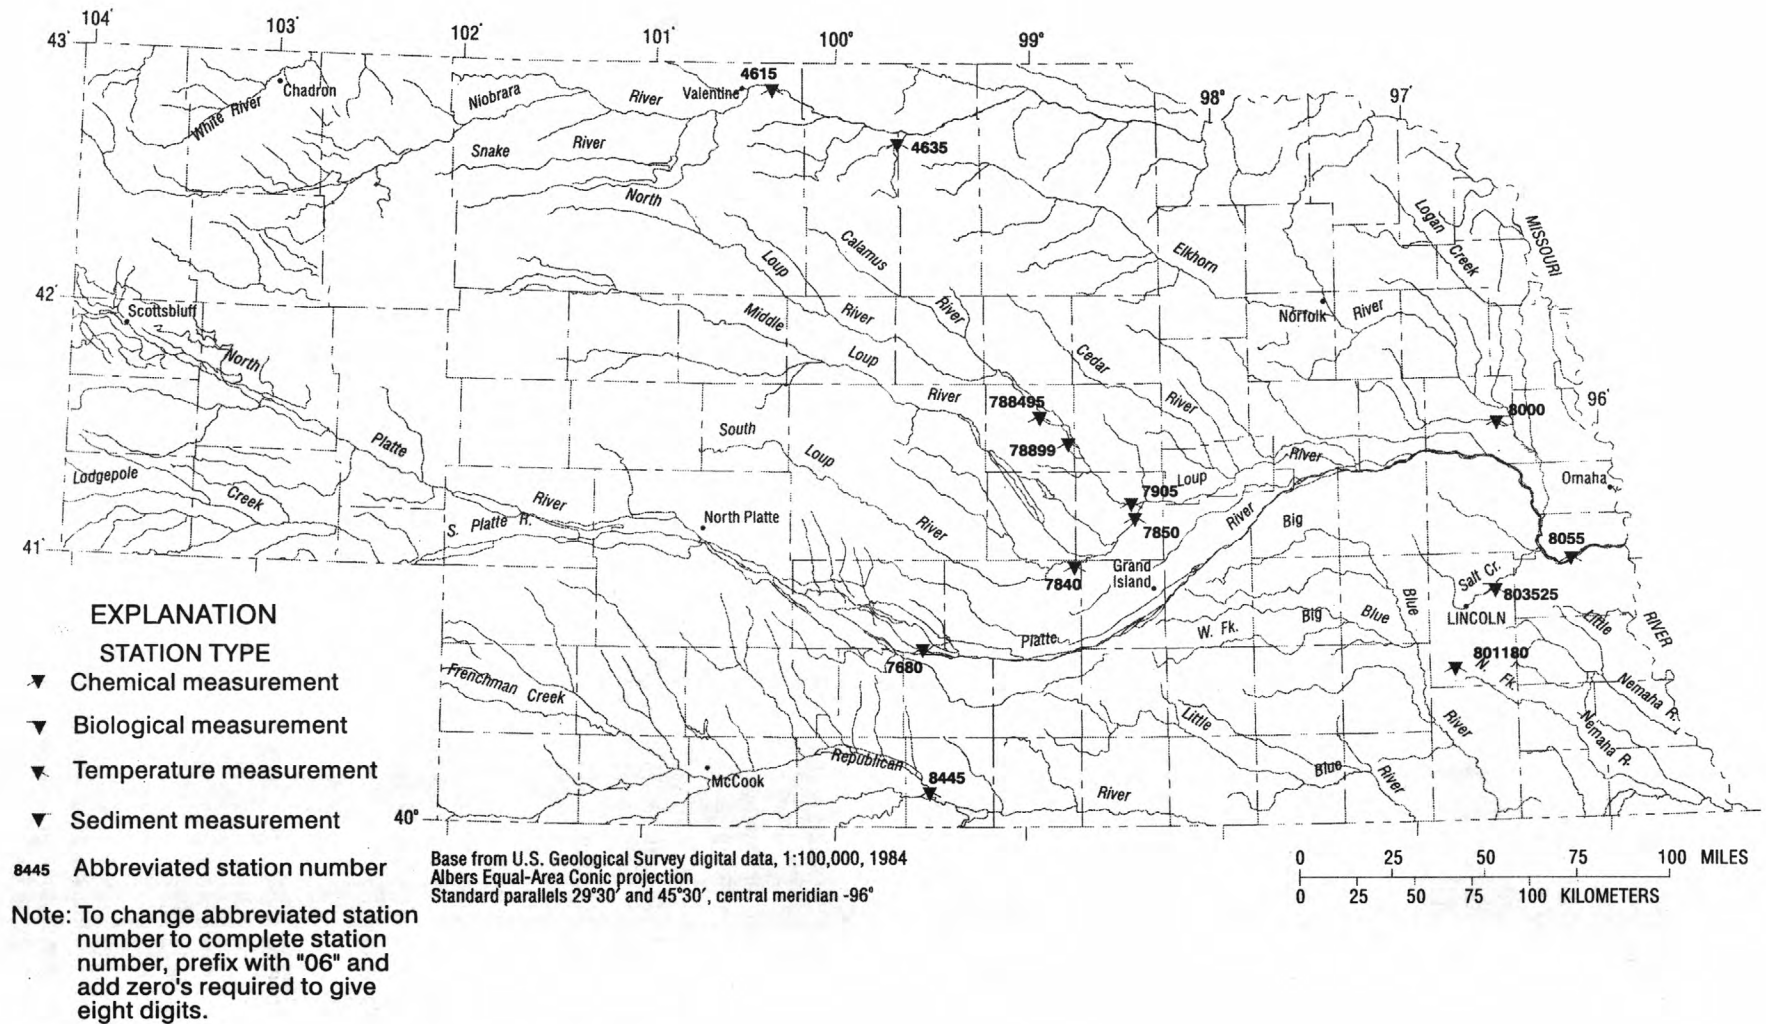 104°
103°
102°
101°
100°
99°
98°
97°
96°
43°
42°
41°
40°
4615
Valentine
Niobrara
River
Chadron
White River
Snake
River
4635
North
Loup
River
Calamus
River
Elkhorn
River
Logan
Creek
MISSOURI
RIVER
Scottsbluff
North
Platte
River
Middle
Loup
River
Cedar
River
Norfolk
788495
78899
8000
Omaha
South
Loup
River
Lodgepole
Creek
S. Platte R.
North Platte
7905
7850
7840
Loup
River
Grand
Island
River
Platte
Big
Blue
River
8055
Salt Cr.
803525
LINCOLN
W. Fk.
Big
Blue
801180
N.
Fk.
Nemaha R.
Little
Nemaha R.
7680
Frenchman Creek
McCook
Republican
River
8445
Little
Blue
River
EXPLANATION
STATION TYPE
Chemical measurement
Biological measurement
Temperature measurement
Sediment measurement
8445 Abbreviated station number
Note: To change abbreviated station
number to complete station
number, prefix with "06" and
add zero's required to give
eight digits.
Base from U.S. Geological Survey digital data, 1:100,000, 1984
Albers Equal-Area Conic projection
Standard parallels 29°30′ and 45°30′, central meridian -96°
0 25 50 75 100 MILES
0 25 50 75 100 KILOMETERS